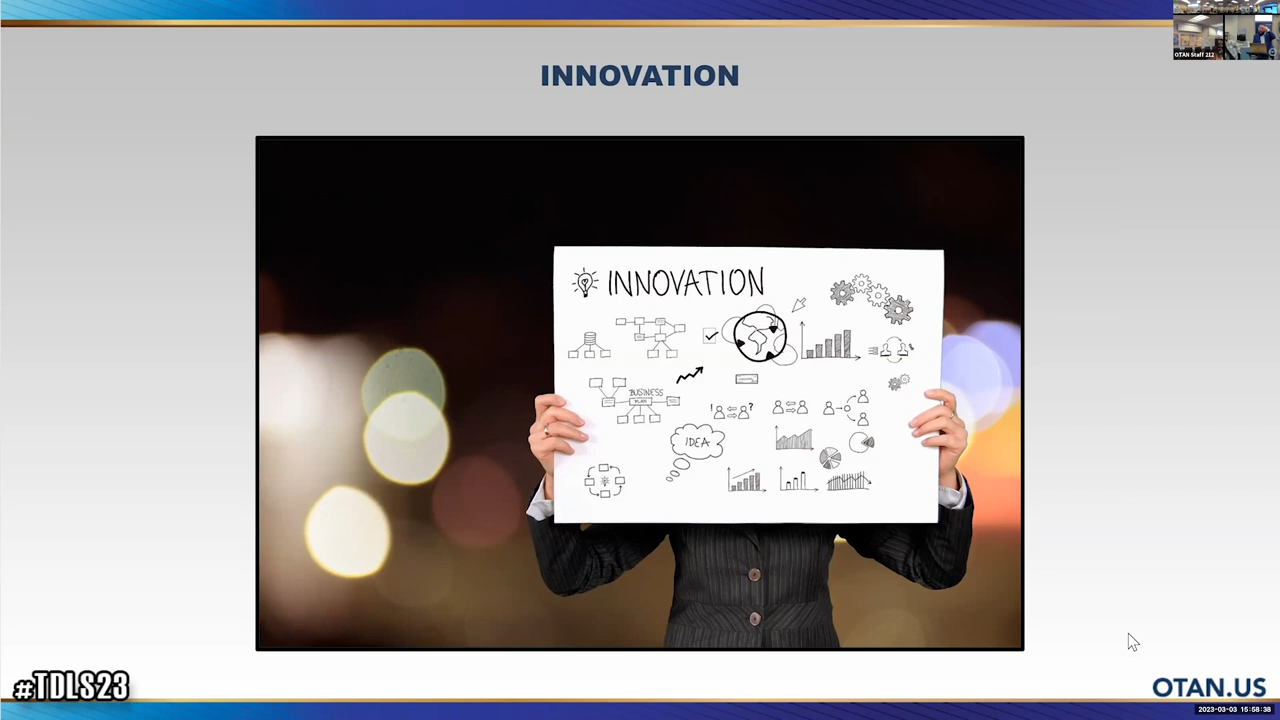 OTAN Staff 212
INNOVATION
INNOVATION
BUSINESS
PLAN
! ?
IDEA
#TDLS23
OTAN.US
2023-03-03 15:58:38